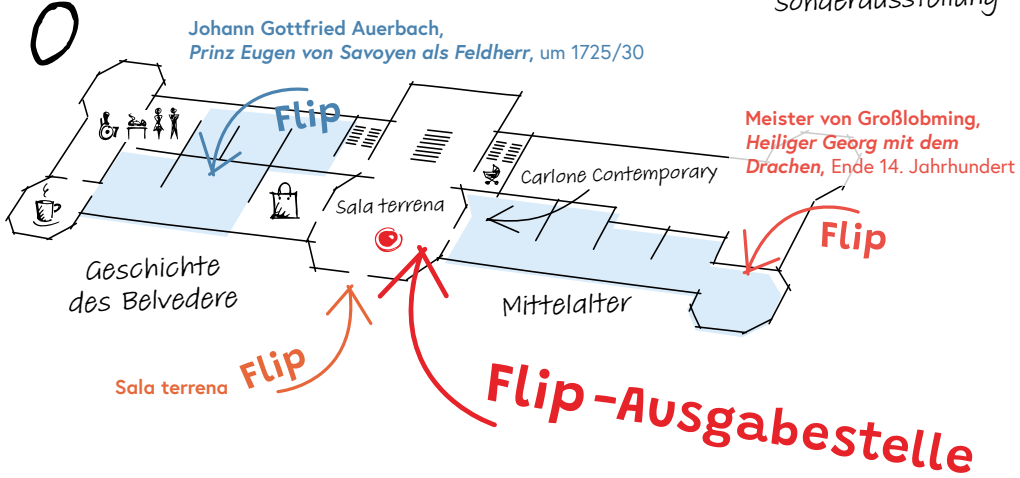 Sonderausstellung
0
Johann Gottfried Auerbach,
Prinz Eugen von Savoyen als Feldherr, um 1725/30
Flip
Meister von Großlobming,
Heiliger Georg mit dem
Drachen, Ende 14. Jahrhundert
Carlone Contemporary
Sala terrena
Flip
Geschichte
des Belvedere
Mittelalter
Flip
Sala terrena
Flip-Ausgabestelle